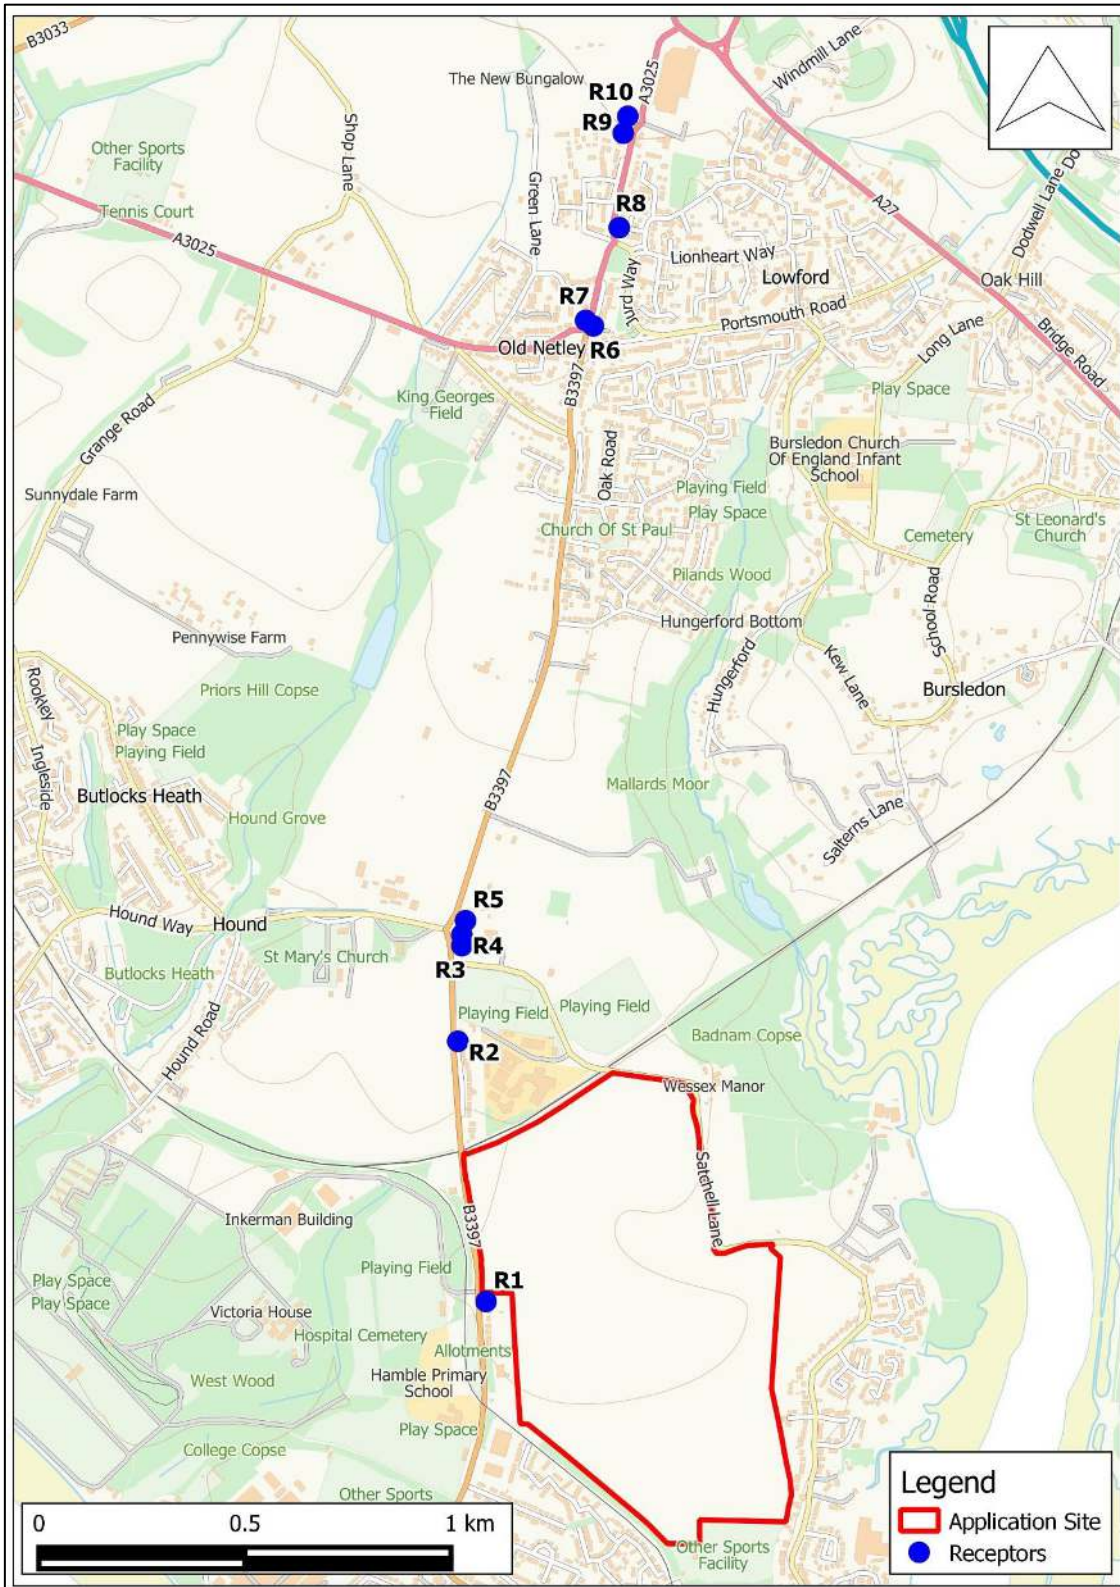 B3033
The New Bungalow
A3025
Windmill Lane
R10
R9
Shop Lane
Other Sports
Facility
Green Lane
Tennis Court
A3025
R8
A27
Dodwell Lane
Do
Lionheart Way
Lowford
Oak Hill
Jurd Way
R7
Portsmouth Road
Old Netley
R6
Long Lane
Bridge Road
B3397
King Georges
Field
Play Space
Grange Road
Oak Road
Bursledon Church
Of England Infant
School
Sunnydale Farm
Playing Field
Play Space
Church Of St Paul
Cemetery
St Leonard's
Church
Pilands Wood
School Road
Pennywise Farm
Hungerford Bottom
Hungerford
Kew Lane
Rookley
Priors Hill Copse
Bursledon
Play Space
Playing Field
Ingleside
B3397
Mallards Moor
Butlocks Heath
Hound Grove
Salterns Lane
Hound Way
Hound
R5
R4
R3
St Mary's Church
Butlocks Heath
Playing Field
Playing Field
Hound Road
R2
Badnam Copse
Wessex Manor
Satchell Lane
B3397
Inkerman Building
Playing Field
R1
Play Space
Play Space
Victoria House
Hospital Cemetery
Allotments
West Wood
Hamble Primary
School
Play Space
College Copse
Other Sports
Other Sports
Facility
0 0.5 1 km
Legend
Application Site
Receptors